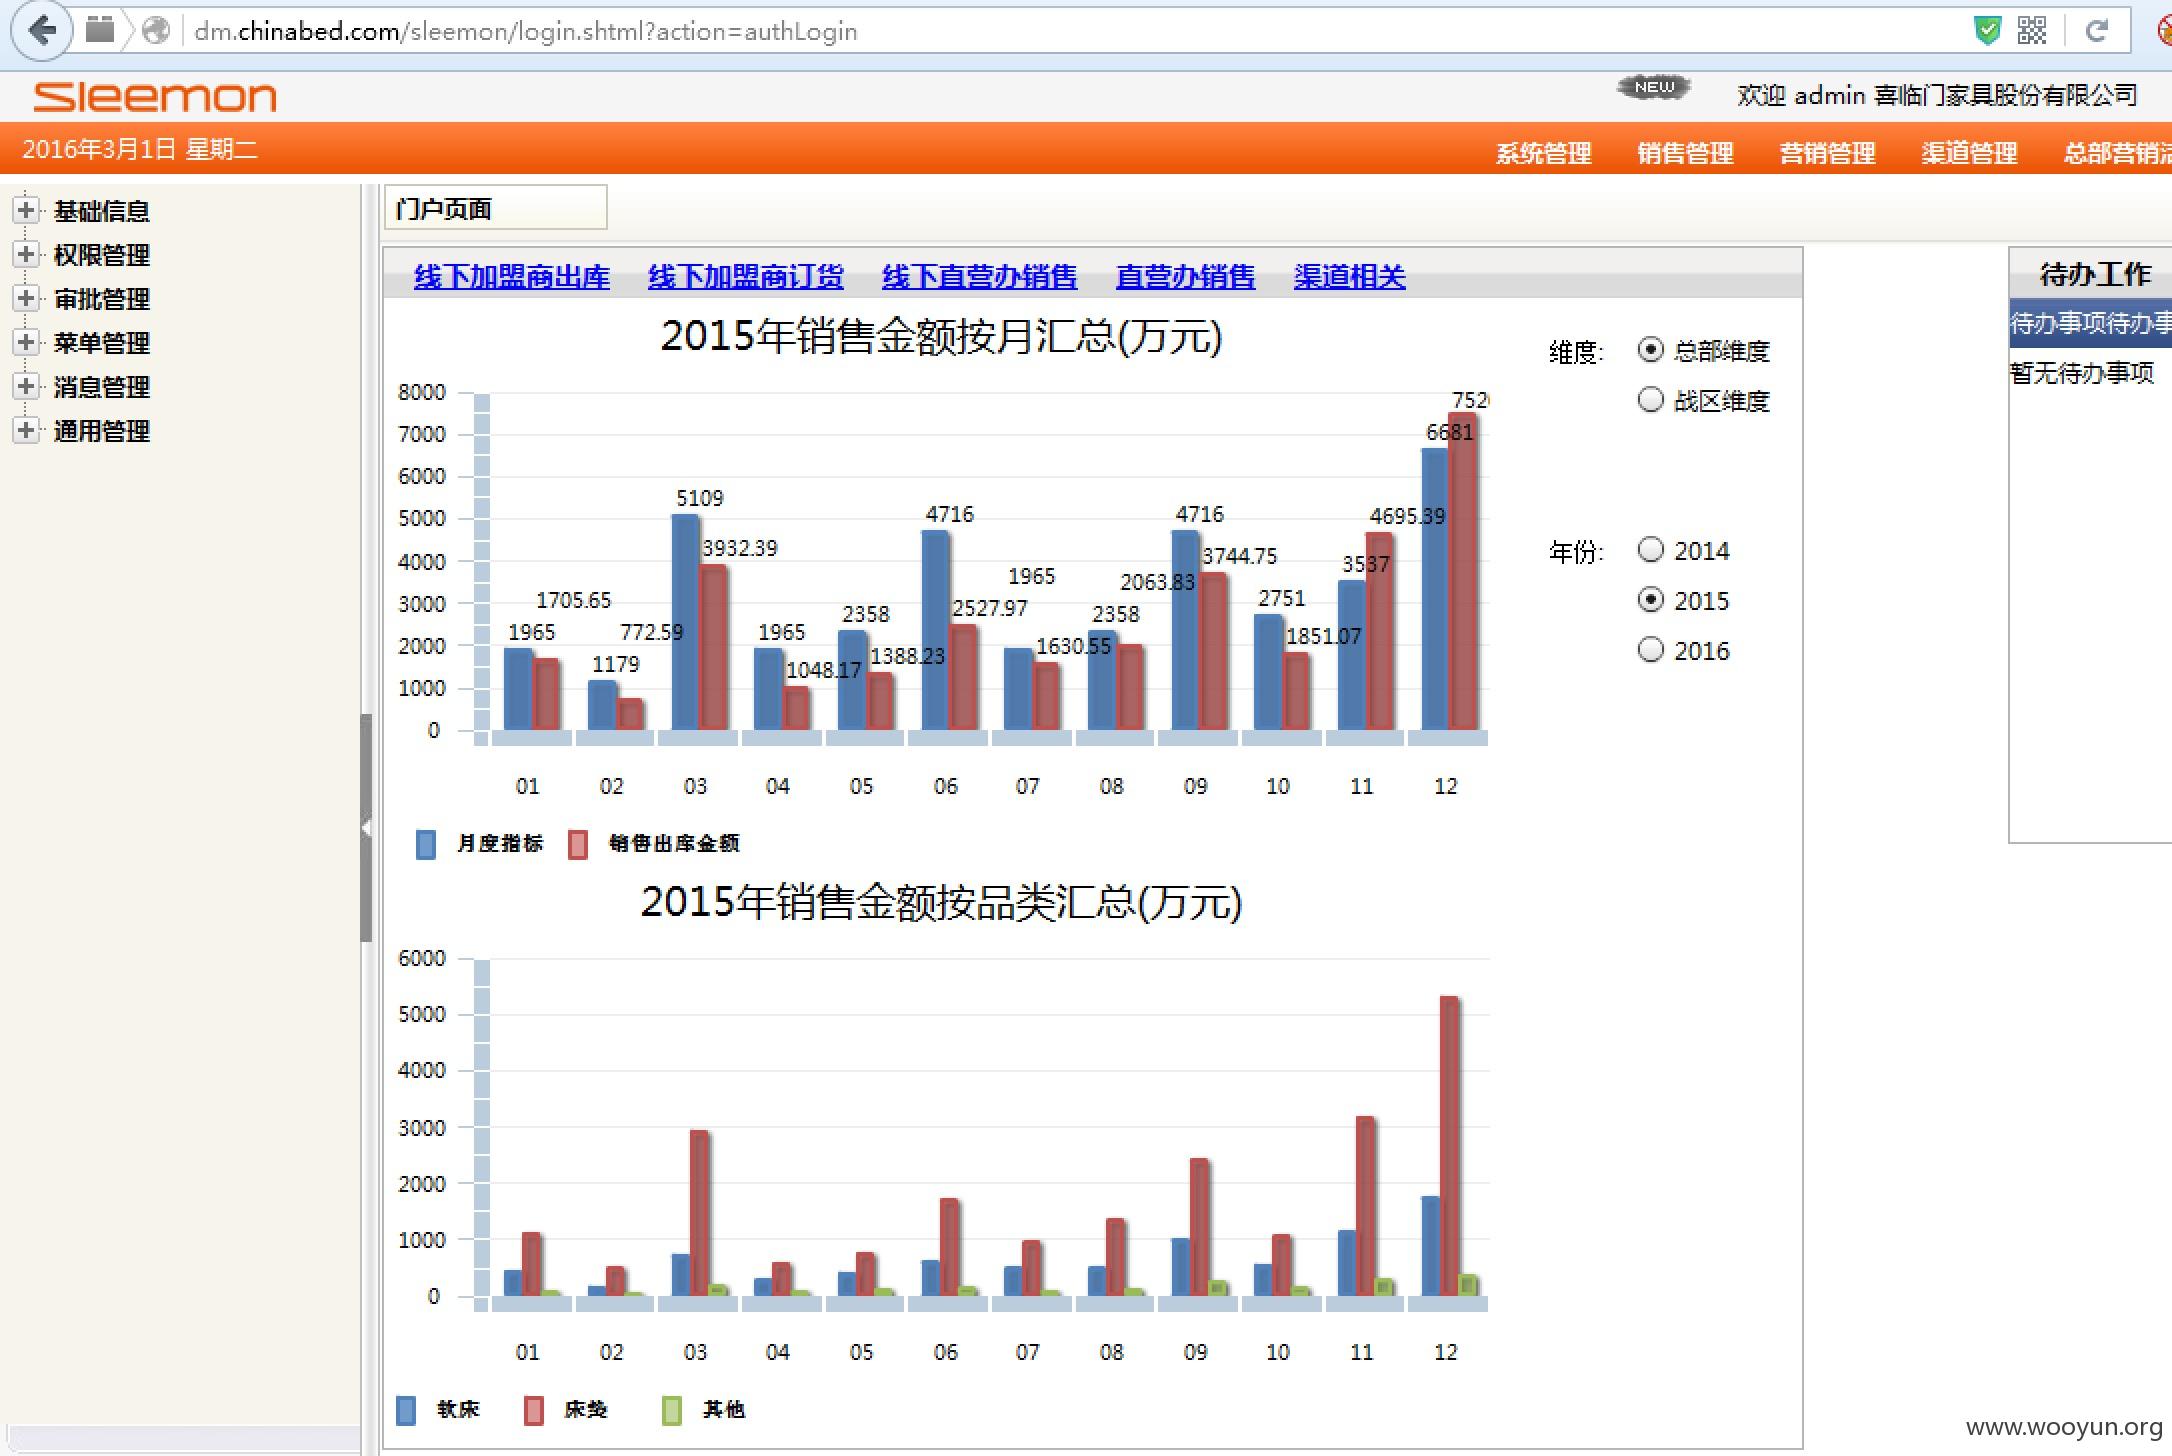 dm.chinabed.com/sleemon/login.shtml?action=authLogin
Sleemon
NEW
欢迎 admin 喜临门家具股份有限公司
2016年3月1日 星期二
系统管理 销售管理 营销管理 渠道管理 总部营销
基础信息
权限管理
审批管理
菜单管理
消息管理
通用管理
门户页面
线下加盟商出库 线下加盟商订货 线下直营办销售 直营办销售 渠道相关
2015年销售金额按月汇总(万元)
8000
7000
6000
5000
4000
3000
2000
1000
0
1965
1705.65
1179
772.59
5109
3932.39
1965
1048.17
2358
1388.23
4716
2527.97
1965
1630.55
2358
2063.83
4716
3744.75
2751
1851.07
3537
4695.39
6681
752
01 02 03 04 05 06 07 08 09 10 11 12
月度指标 销售出库金额
维度: 总部维度
战区维度
年份: 2014
2015
2016
待办工作
待办事项待办事
暂无待办事项
2015年销售金额按品类汇总(万元)
6000
5000
4000
3000
2000
1000
0
01 02 03 04 05 06 07 08 09 10 11 12
软床 床垫 其他
www.wooyun.org